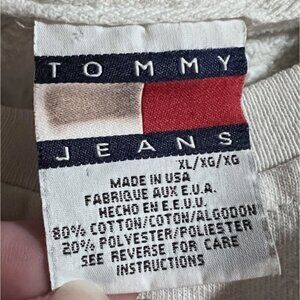 TOMMY
JEANS
XL/XG/XG
MADE IN USA
FABRIQUE AUX E.U.A.
HECHO EN E.E.U.U.
80% COTTON/COTON/ALGODON
20% POLYESTER/POLIESTER
SEE REVERSE FOR CARE
INSTRUCTIONS